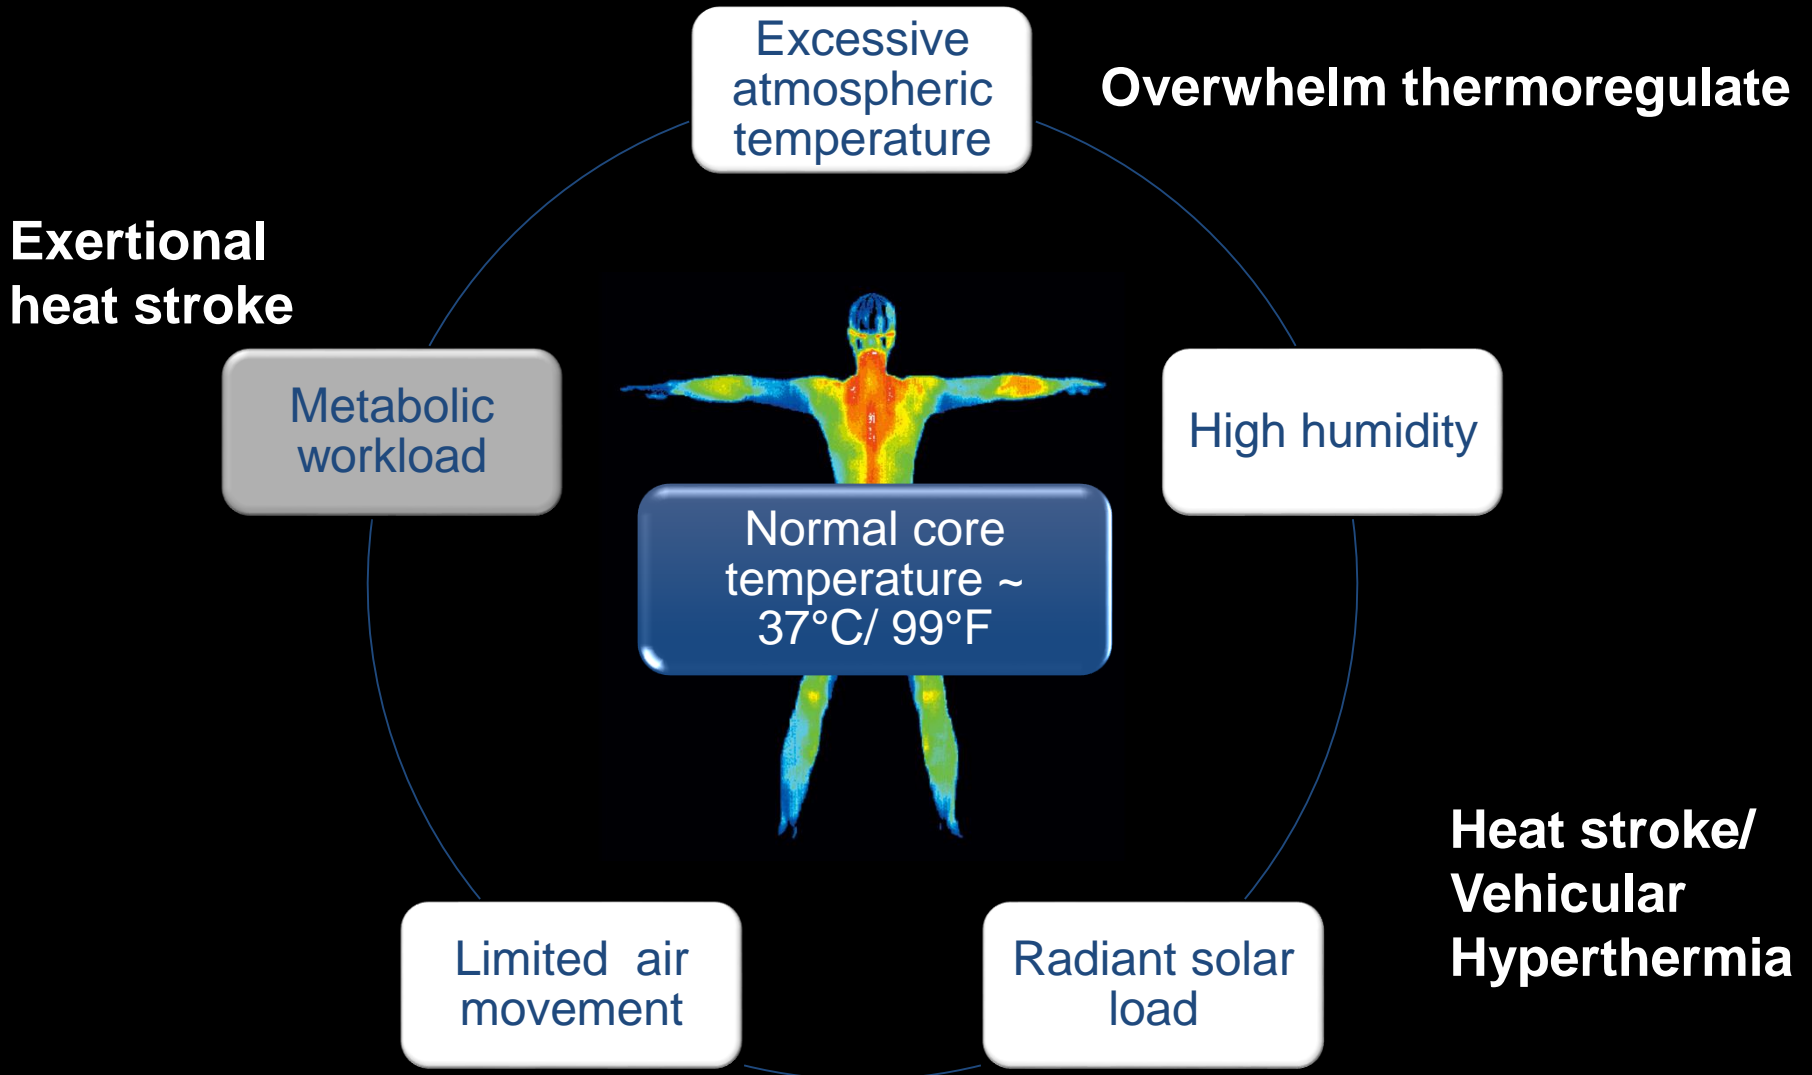 Excessive
atmospheric
temperature
Overwhelm thermoregulate
Exertional
heat stroke
Metabolic
workload
High humidity
Normal core
temperature ~
37°C/ 99°F
Heat stroke/
Vehicular
Hyperthermia
Limited  air
movement
Radiant solar
load